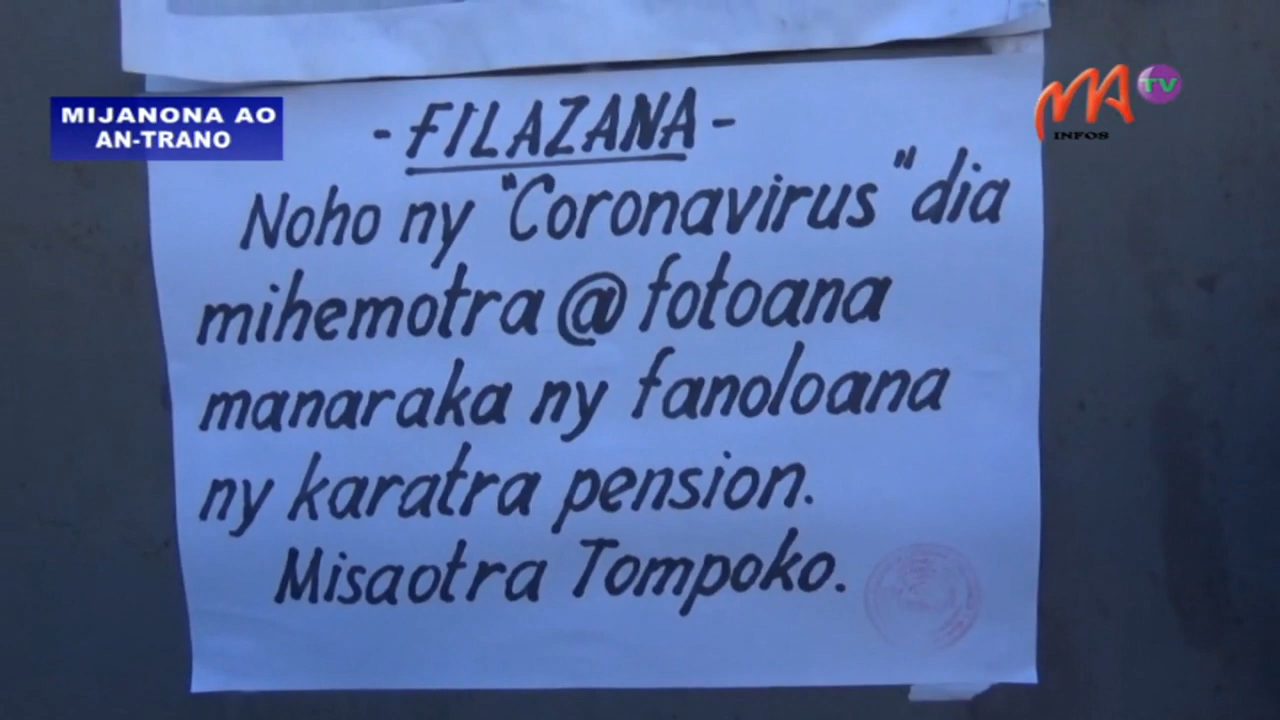 MIJANONA AO
AN-TRANO
MA TV
INFOS
- FILAZANA -
Noho ny "Coronavirus" dia
mihemotra @ fotoana
manaraka ny fanoloana
ny karatra pension.
Misaotra Tompoko.